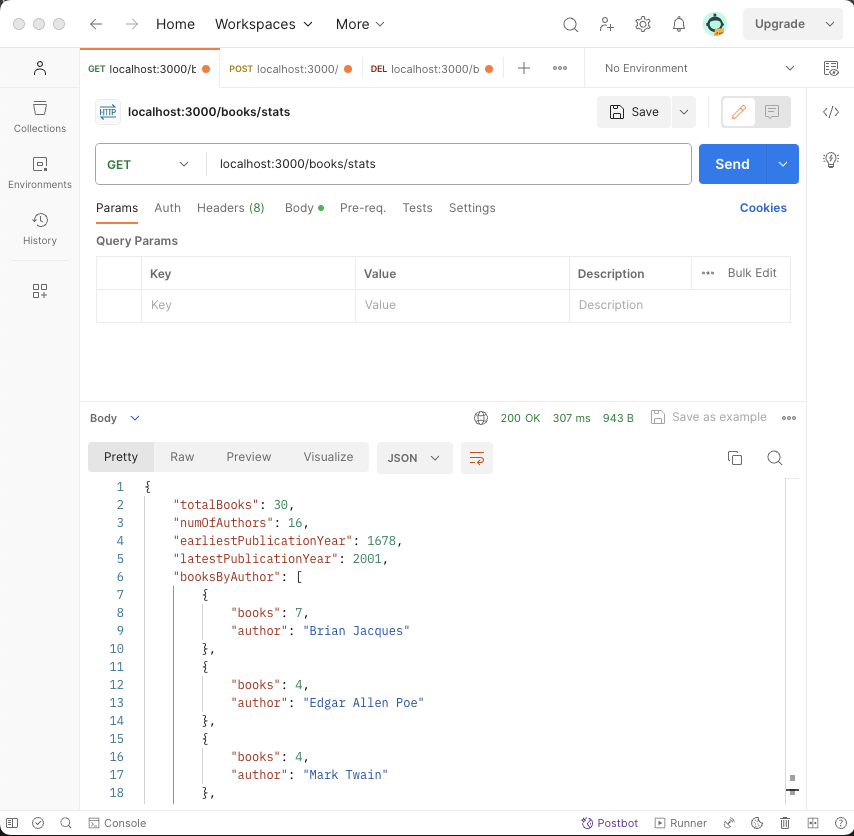 Home Workspaces More Upgrade
GET localhost:3000/b POST localhost:3000/ DEL localhost:3000/b No Environment
HTTP localhost:3000/books/stats Save
Collections
Environments
History
GET localhost:3000/books/stats Send
Params Auth Headers (8) Body Pre-req. Tests Settings Cookies
Query Params
Key Value Description Bulk Edit
Key Value Description
Body 200 OK 307 ms 943 B Save as example
Pretty Raw Preview Visualize JSON
1 {
2 "totalBooks": 30,
3 "numOfAuthors": 16,
4 "earliestPublicationYear": 1678,
5 "latestPublicationYear": 2001,
6 "booksByAuthor": [
7 {
8 "books": 7,
9 "author": "Brian Jacques"
10 },
11 {
12 "books": 4,
13 "author": "Edgar Allen Poe"
14 },
15 {
16 "books": 4,
17 "author": "Mark Twain"
18 },
Console Postbot Runner